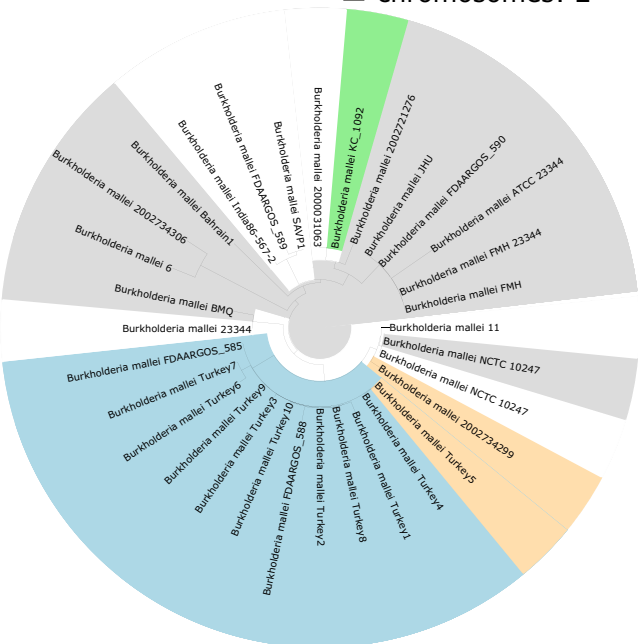 Burkholderia mallei KC_1092
Burkholderia mallei 2002721276
Burkholderia mallei JHU
Burkholderia mallei FDAARGOS_590
Burkholderia mallei ATCC 23344
Burkholderia mallei FMH 23344
Burkholderia mallei FMH
Burkholderia mallei 11
Burkholderia mallei NCTC 10247
Burkholderia mallei NCTC 10247
Burkholderia mallei 2002734299
Burkholderia mallei Turkey5
Burkholderia mallei Turkey4
Burkholderia mallei Turkey1
Burkholderia mallei Turkey8
Burkholderia mallei Turkey2
Burkholderia mallei FDAARGOS_588
Burkholderia mallei Turkey10
Burkholderia mallei Turkey3
Burkholderia mallei Turkey9
Burkholderia mallei Turkey6
Burkholderia mallei Turkey7
Burkholderia mallei FDAARGOS_585
Burkholderia mallei 23344
Burkholderia mallei BMQ
Burkholderia mallei 6
Burkholderia mallei 2002734306
Burkholderia mallei Bahrain1
Burkholderia mallei India86-567-2
Burkholderia mallei FDAARGOS_589
Burkholderia mallei SAVP1
Burkholderia mallei 2000031063